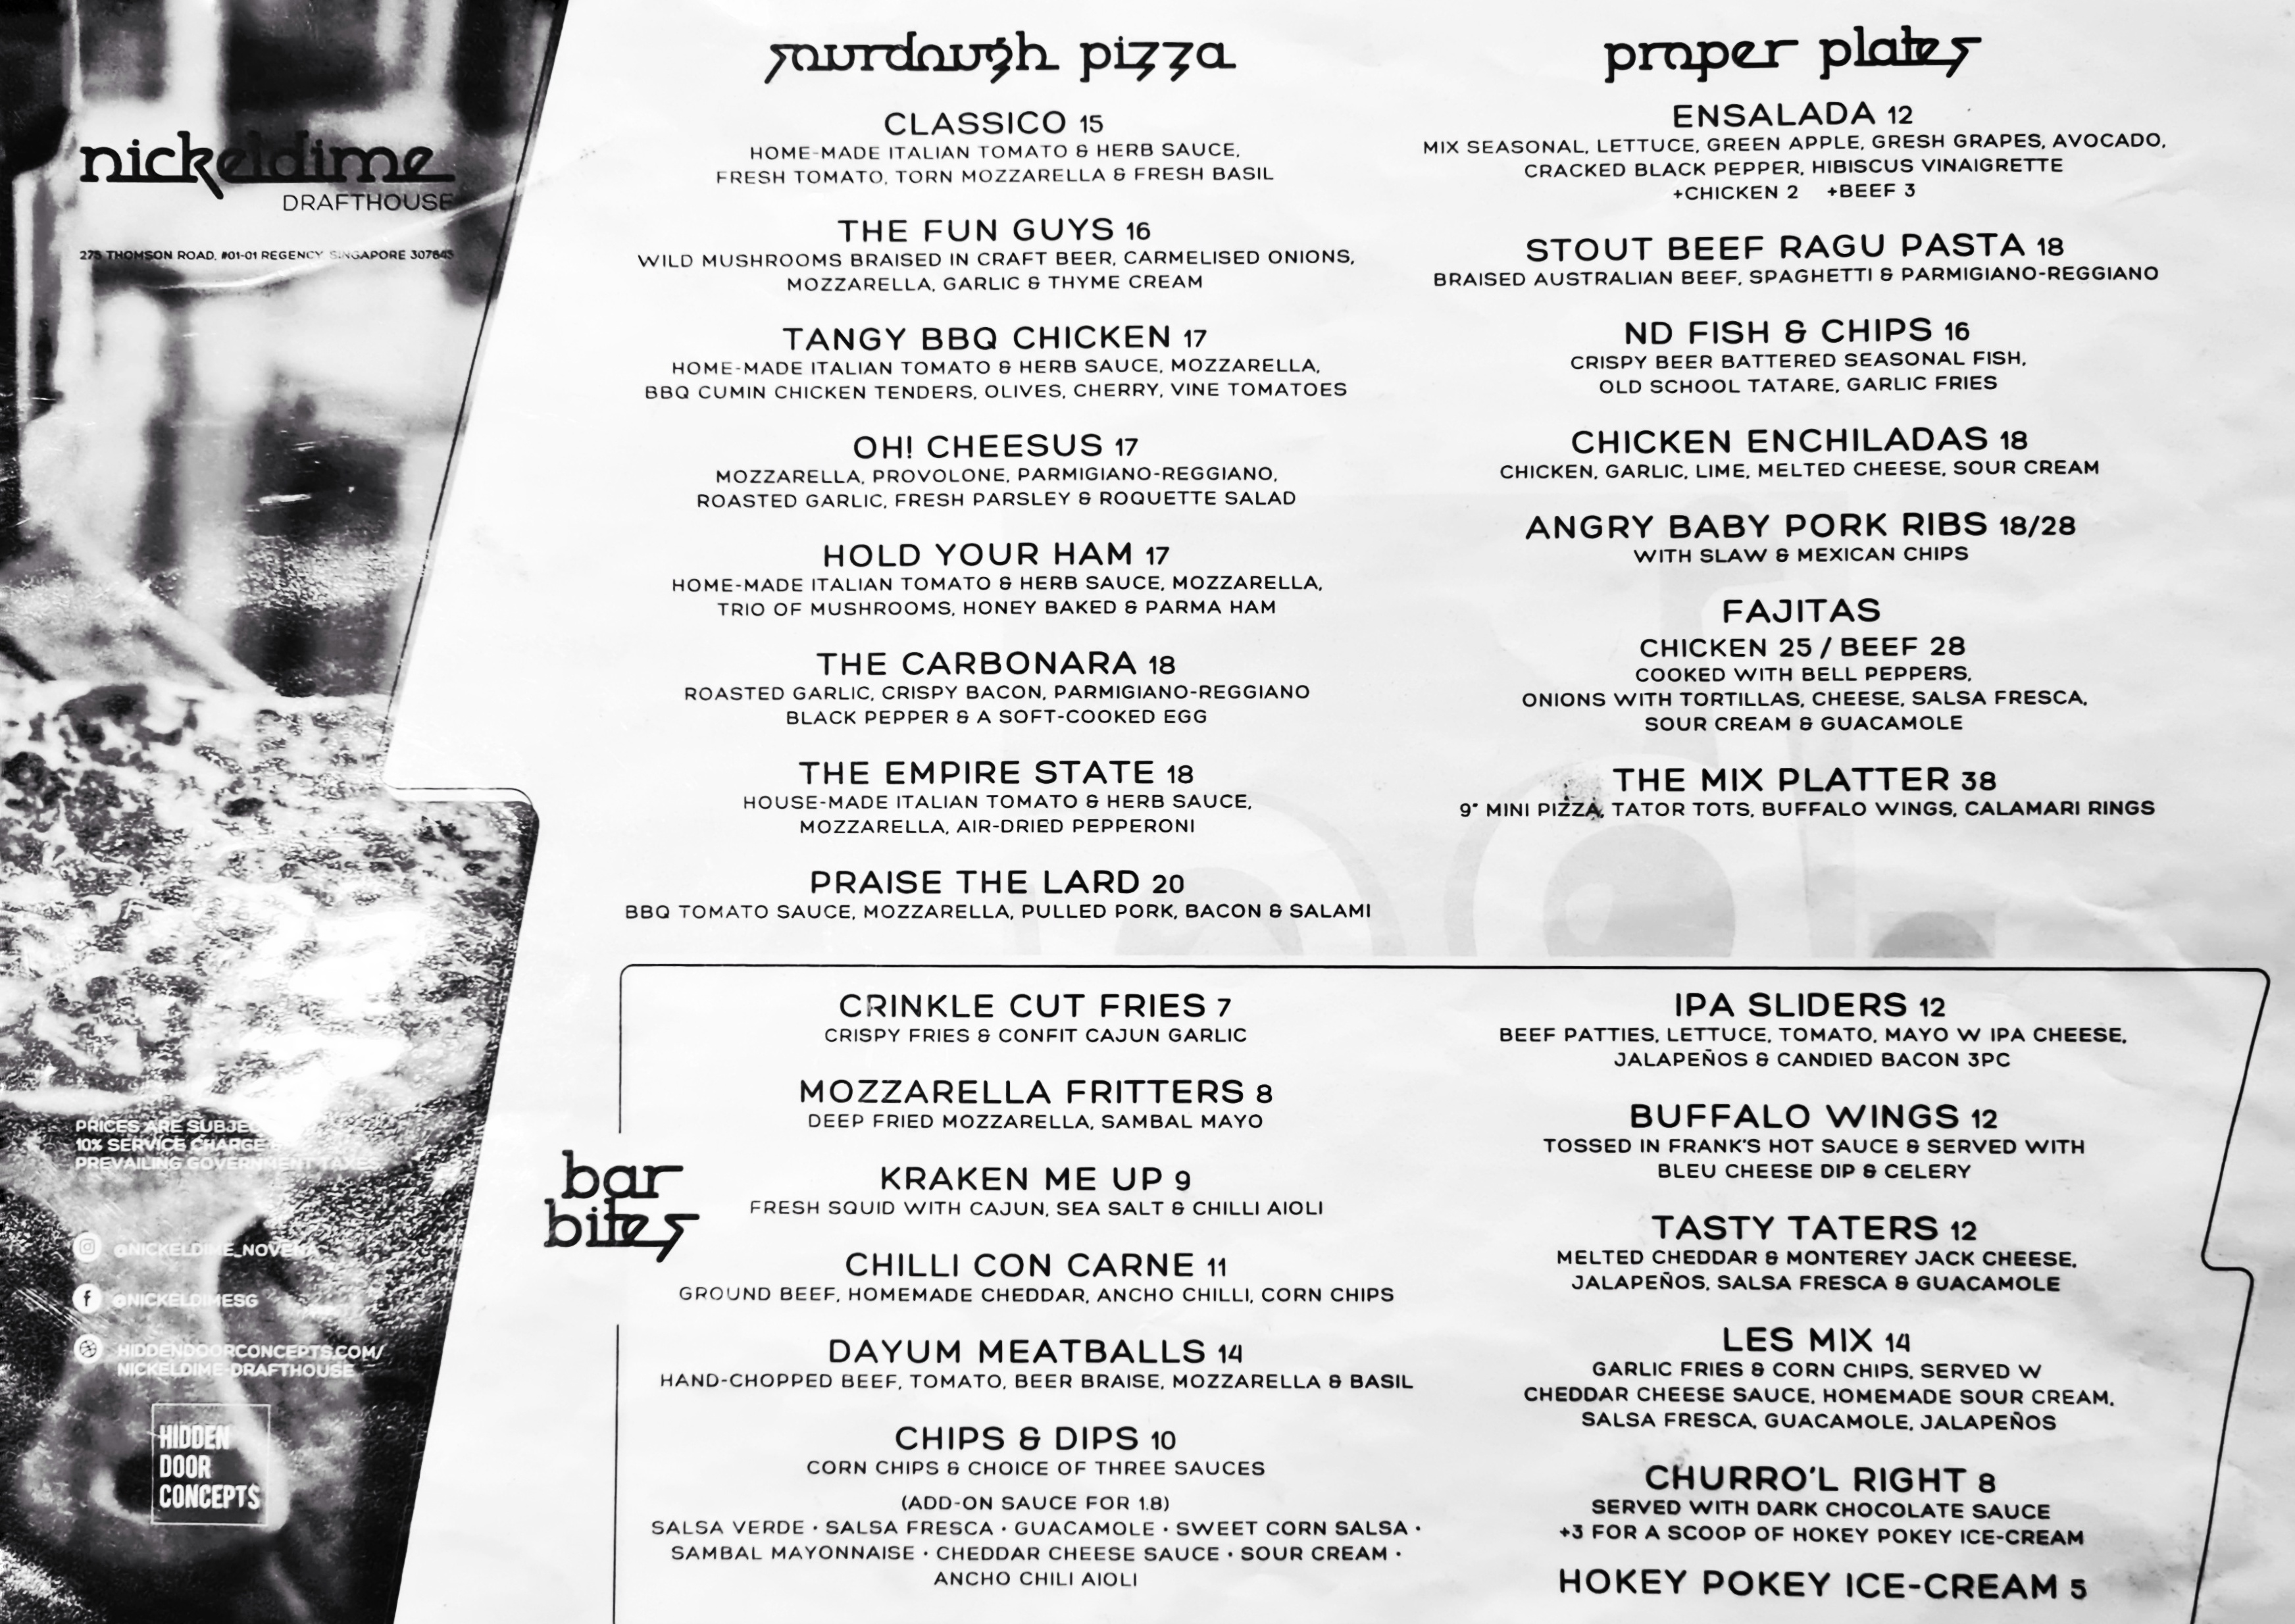 nickeldime
DRAFTHOUSE
275 THOMSON ROAD, #01-01 REGENCY SINGAPORE 307645
PRICES ARE SUBJEC
10% SERVICE CHARGE
PREVAILING GOVERNMENT TAXES
@NICKELDIME_NOVENA
@NICKELDIMESG
HIDDENDOORCONCEPTS.COM/
NICKELDIME-DRAFTHOUSE
HIDDEN
DOOR
CONCEPTS
sourdough pizza
CLASSICO 15
HOME-MADE ITALIAN TOMATO & HERB SAUCE,
FRESH TOMATO, TORN MOZZARELLA & FRESH BASIL
THE FUN GUYS 16
WILD MUSHROOMS BRAISED IN CRAFT BEER, CARMELISED ONIONS,
MOZZARELLA, GARLIC & THYME CREAM
TANGY BBQ CHICKEN 17
HOME-MADE ITALIAN TOMATO & HERB SAUCE, MOZZARELLA,
BBQ CUMIN CHICKEN TENDERS, OLIVES, CHERRY, VINE TOMATOES
OH! CHEESUS 17
MOZZARELLA, PROVOLONE, PARMIGIANO-REGGIANO,
ROASTED GARLIC, FRESH PARSLEY & ROQUETTE SALAD
HOLD YOUR HAM 17
HOME-MADE ITALIAN TOMATO & HERB SAUCE, MOZZARELLA,
TRIO OF MUSHROOMS, HONEY BAKED & PARMA HAM
THE CARBONARA 18
ROASTED GARLIC, CRISPY BACON, PARMIGIANO-REGGIANO
BLACK PEPPER & A SOFT-COOKED EGG
THE EMPIRE STATE 18
HOUSE-MADE ITALIAN TOMATO & HERB SAUCE,
MOZZARELLA, AIR-DRIED PEPPERONI
PRAISE THE LARD 20
BBQ TOMATO SAUCE, MOZZARELLA, PULLED PORK, BACON & SALAMI
proper plates
ENSALADA 12
MIX SEASONAL, LETTUCE, GREEN APPLE, GRESH GRAPES, AVOCADO,
CRACKED BLACK PEPPER, HIBISCUS VINAIGRETTE
+CHICKEN 2 +BEEF 3
STOUT BEEF RAGU PASTA 18
BRAISED AUSTRALIAN BEEF, SPAGHETTI & PARMIGIANO-REGGIANO
ND FISH & CHIPS 16
CRISPY BEER BATTERED SEASONAL FISH,
OLD SCHOOL TATARE, GARLIC FRIES
CHICKEN ENCHILADAS 18
CHICKEN, GARLIC, LIME, MELTED CHEESE, SOUR CREAM
ANGRY BABY PORK RIBS 18/28
WITH SLAW & MEXICAN CHIPS
FAJITAS
CHICKEN 25 / BEEF 28
COOKED WITH BELL PEPPERS,
ONIONS WITH TORTILLAS, CHEESE, SALSA FRESCA,
SOUR CREAM & GUACAMOLE
THE MIX PLATTER 38
9" MINI PIZZA, TATOR TOTS, BUFFALO WINGS, CALAMARI RINGS
bar
bites
CRINKLE CUT FRIES 7
CRISPY FRIES & CONFIT CAJUN GARLIC
MOZZARELLA FRITTERS 8
DEEP FRIED MOZZARELLA, SAMBAL MAYO
KRAKEN ME UP 9
FRESH SQUID WITH CAJUN, SEA SALT & CHILLI AIOLI
CHILLI CON CARNE 11
GROUND BEEF, HOMEMADE CHEDDAR, ANCHO CHILLI, CORN CHIPS
DAYUM MEATBALLS 14
HAND-CHOPPED BEEF, TOMATO, BEER BRAISE, MOZZARELLA & BASIL
CHIPS & DIPS 10
CORN CHIPS & CHOICE OF THREE SAUCES
(ADD-ON SAUCE FOR 1.8)
SALSA VERDE • SALSA FRESCA • GUACAMOLE • SWEET CORN SALSA •
SAMBAL MAYONNAISE • CHEDDAR CHEESE SAUCE • SOUR CREAM •
ANCHO CHILI AIOLI
IPA SLIDERS 12
BEEF PATTIES, LETTUCE, TOMATO, MAYO W IPA CHEESE,
JALAPEÑOS & CANDIED BACON 3PC
BUFFALO WINGS 12
TOSSED IN FRANK'S HOT SAUCE & SERVED WITH
BLEU CHEESE DIP & CELERY
TASTY TATERS 12
MELTED CHEDDAR & MONTEREY JACK CHEESE,
JALAPEÑOS, SALSA FRESCA & GUACAMOLE
LES MIX 14
GARLIC FRIES & CORN CHIPS, SERVED W
CHEDDAR CHEESE SAUCE, HOMEMADE SOUR CREAM,
SALSA FRESCA, GUACAMOLE, JALAPEÑOS
CHURRO'L RIGHT 8
SERVED WITH DARK CHOCOLATE SAUCE
+3 FOR A SCOOP OF HOKEY POKEY ICE-CREAM
HOKEY POKEY ICE-CREAM 5